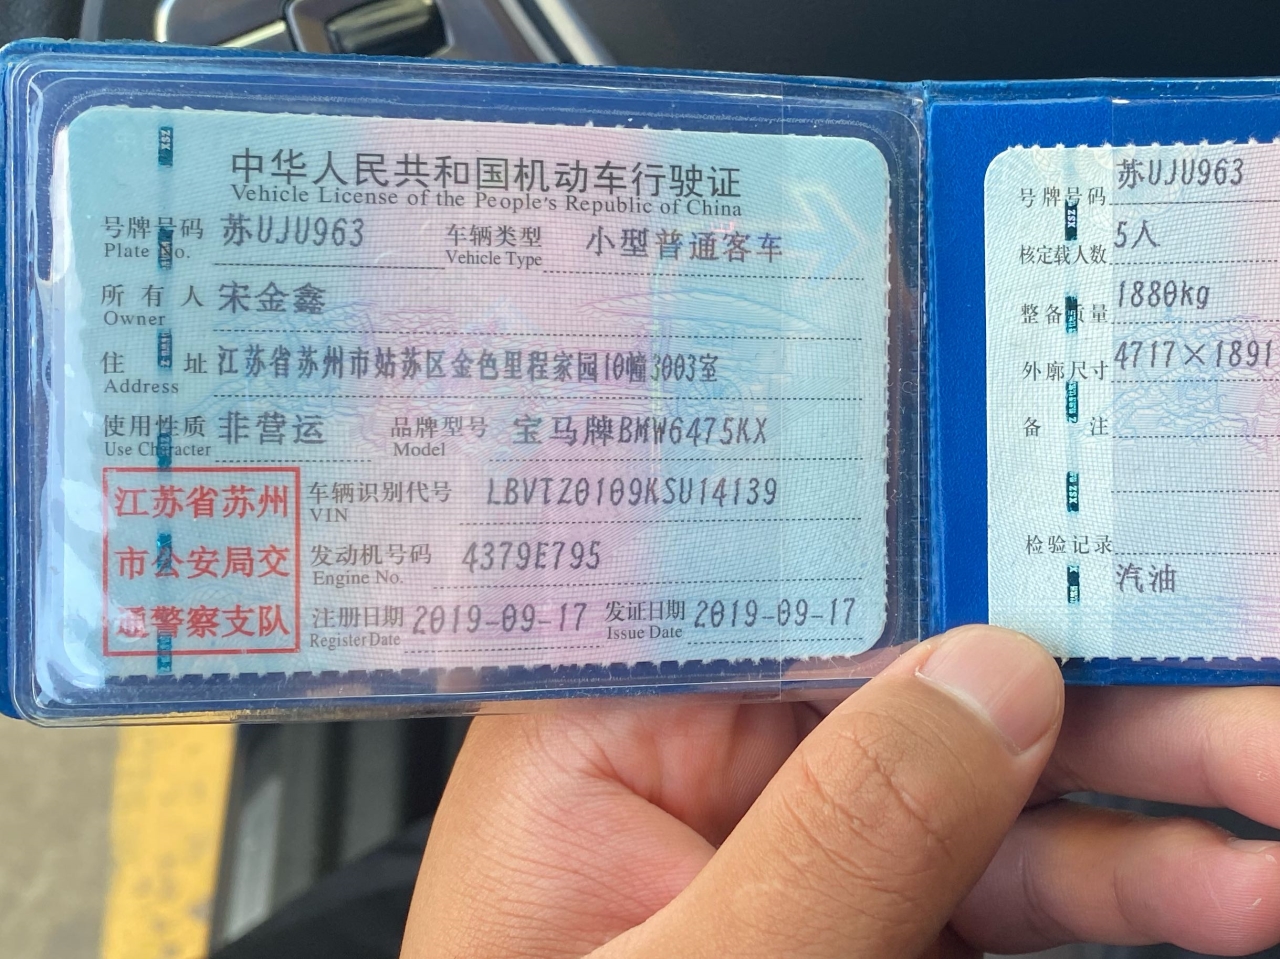 中华人民共和国机动车行驶证
Vehicle License of the People's Republic of China
号牌号码 苏UJU963 车辆类型 小型普通客车
Plate No. Vehicle Type
所有人 宋金鑫
Owner
住址 江苏省苏州市姑苏区金色里程家园10幢3003室
Address
使用性质 非营运 品牌型号 宝马牌BMW6475KX
Use Character Model
江苏省苏州
市公安局交
通警察支队
车辆识别代号 LBVTZ0109KSU14139
VIN
发动机号码 4379E795
Engine No.
注册日期 2019-09-17 发证日期 2019-09-17
Register Date Issue Date
号牌号码 苏UJU963
核定载人数 5人
整备质量 1880kg
外廓尺寸 4717×1891
备注
检验记录
汽油